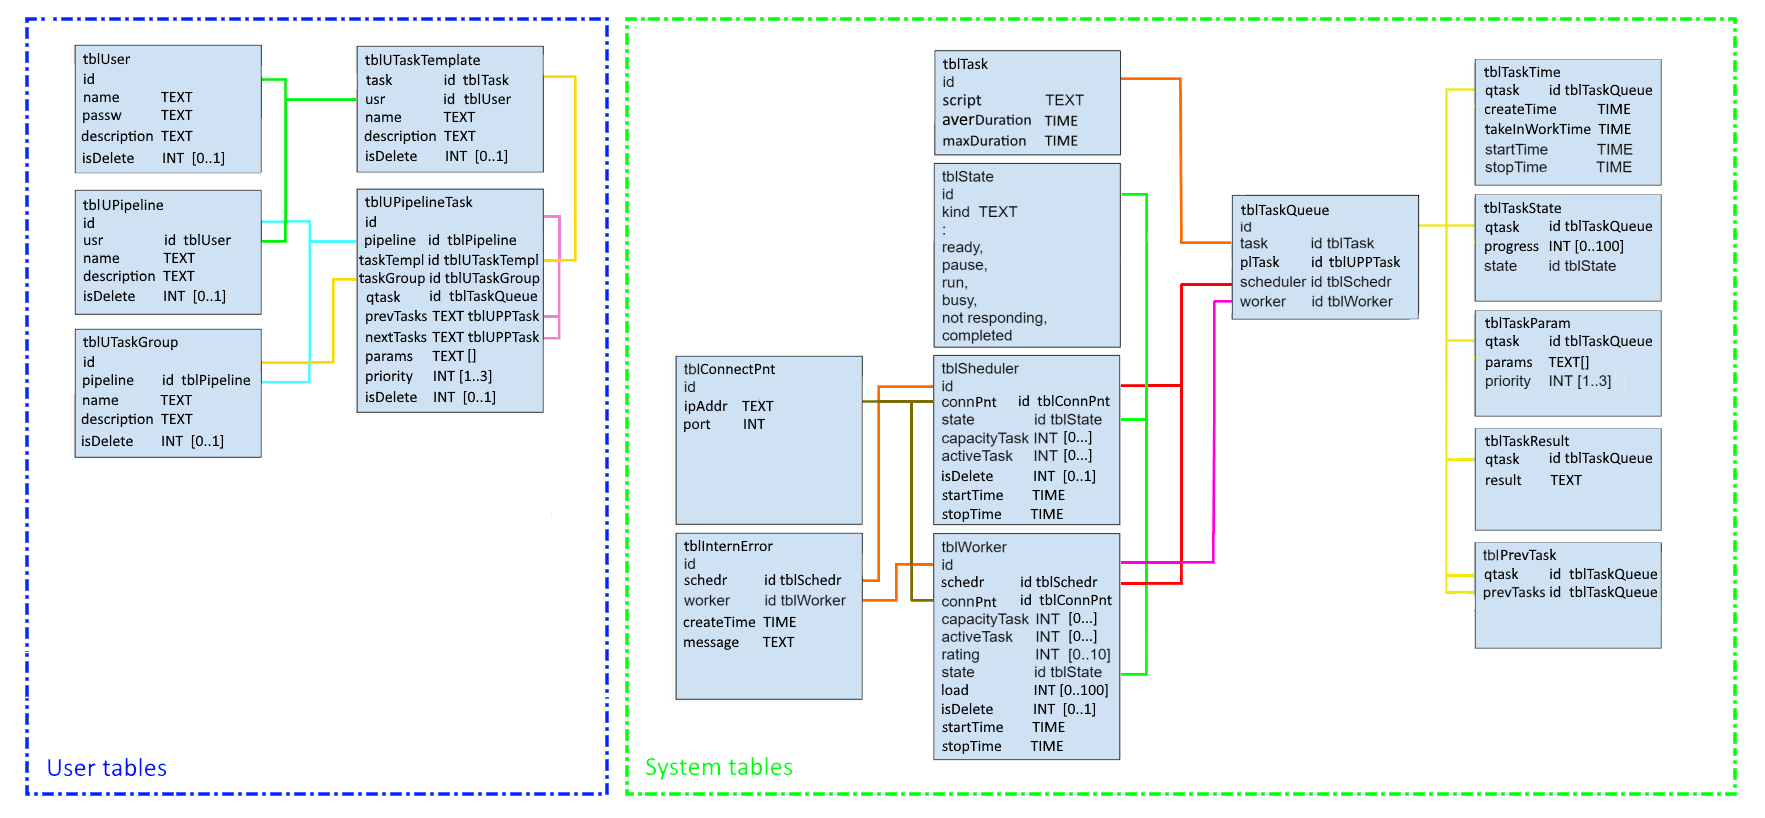 tblUser
id
name TEXT
passw TEXT
description TEXT
isDelete INT [0..1]
tblUTaskTemplate
task id tblTask
usr id tblUser
name TEXT
description TEXT
isDelete INT [0..1]
tblUPipeline
id
usr id tblUser
name TEXT
description TEXT
isDelete INT [0..1]
tblUPipelineTask
id
pipeline id tblPipeline
taskTempl id tblUTaskTempl
taskGroup id tblUTaskGroup
qtask id tblTaskQueue
prevTasks TEXT tblUPPTask
nextTasks TEXT tblUPPTask
params TEXT []
priority INT [1..3]
isDelete INT [0..1]
tblUTaskGroup
id
pipeline id tblPipeline
name TEXT
description TEXT
isDelete INT [0..1]
User tables
tblTask
id
script TEXT
averDuration TIME
maxDuration TIME
tblState
id
kind TEXT
:
ready,
pause,
run,
busy,
not responding,
completed
tblConnectPnt
id
ipAddr TEXT
port INT
tblSheduler
id
connPnt id tblConnPnt
state id tblState
capacityTask INT [0...]
activeTask INT [0...]
isDelete INT [0..1]
startTime TIME
stopTime TIME
tblInternError
id
schedr id tblSchedr
worker id tblWorker
createTime TIME
message TEXT
tblWorker
id
schedr id tblSchedr
connPnt id tblConnPnt
capacityTask INT [0...]
activeTask INT [0...]
rating INT [0..10]
state id tblState
load INT [0..100]
isDelete INT [0..1]
startTime TIME
stopTime TIME
tblTaskQueue
id
task id tblTask
plTask id tblUPPTask
scheduler id tblSchedr
worker id tblWorker
tblTaskTime
qtask id tblTaskQueue
createTime TIME
takeInWorkTime TIME
startTime TIME
stopTime TIME
tblTaskState
qtask id tblTaskQueue
progress INT [0..100]
state id tblState
tblTaskParam
qtask id tblTaskQueue
params TEXT[]
priority INT [1..3]
tblTaskResult
qtask id tblTaskQueue
result TEXT
tblPrevTask
qtask id tblTaskQueue
prevTasks id tblTaskQueue
System tables